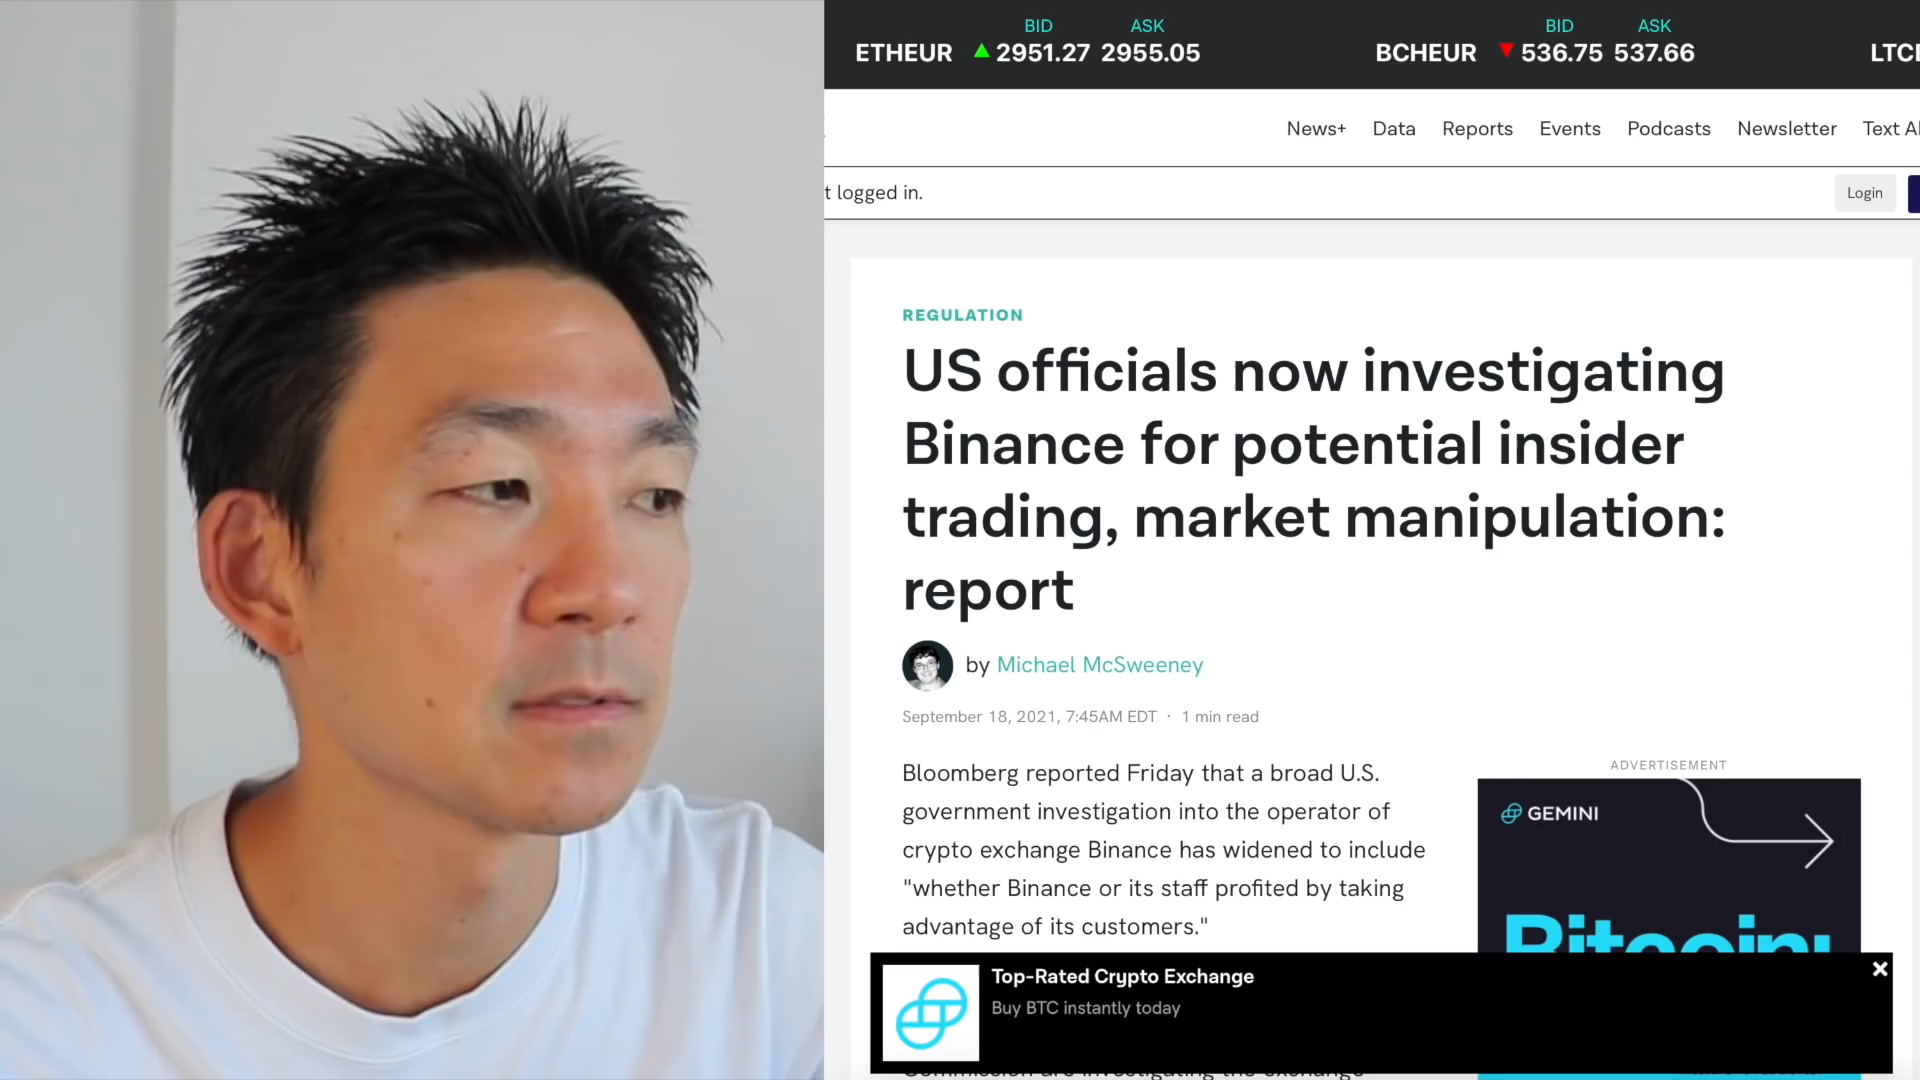 BID ASK BID ASK
ETHEUR 2951.27 2955.05 BCHEUR 536.75 537.66
News+ Data Reports Events Podcasts Newsletter Text
t logged in.
Login
REGULATION
US officials now investigating
Binance for potential insider
trading, market manipulation:
report
by Michael McSweeney
September 18, 2021, 7:45AM EDT · 1 min read
Bloomberg reported Friday that a broad U.S.
government investigation into the operator of
crypto exchange Binance has widened to include
"whether Binance or its staff profited by taking
advantage of its customers."
ADVERTISEMENT
GEMINI
Top-Rated Crypto Exchange
Buy BTC instantly today